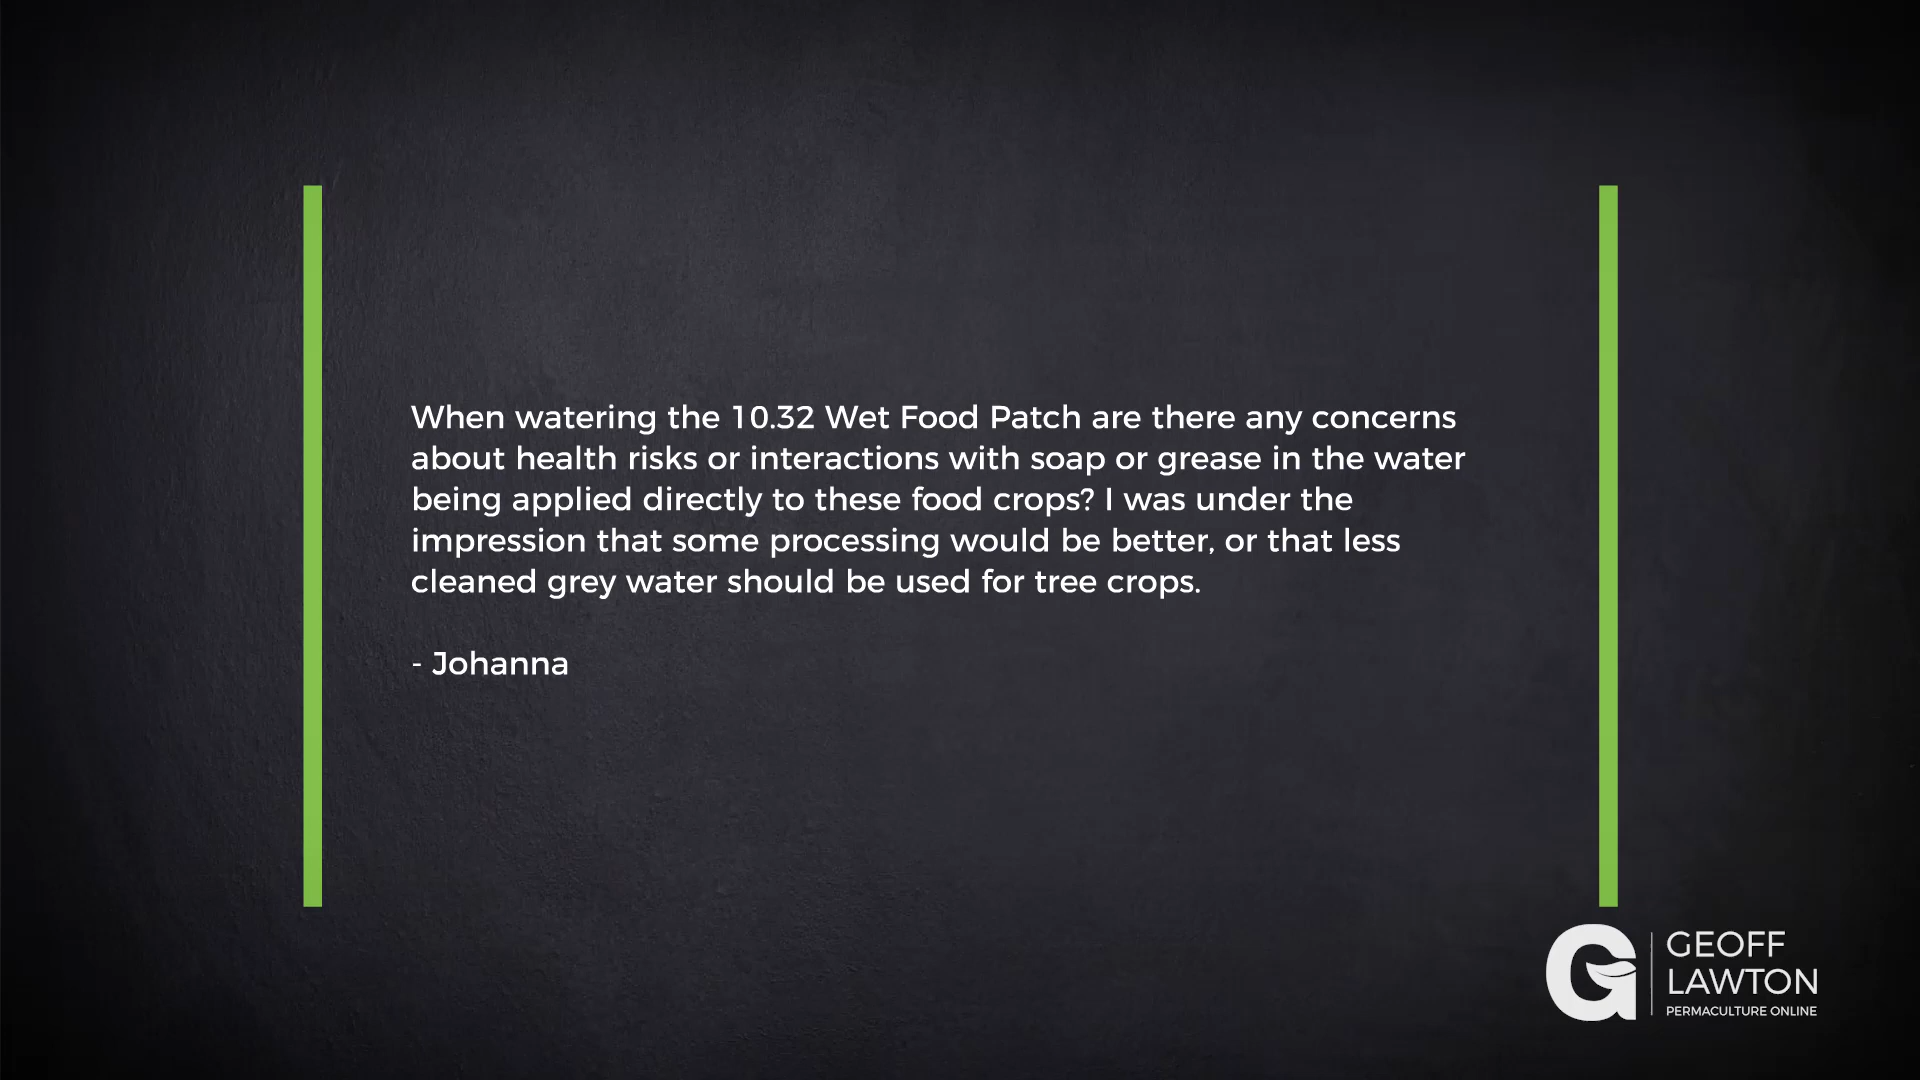 When watering the 10.32 Wet Food Patch are there any concerns
about health risks or interactions with soap or grease in the water
being applied directly to these food crops? I was under the
impression that some processing would be better, or that less
cleaned grey water should be used for tree crops.
- Johanna
GEOFF
LAWTON
PERMACULTURE ONLINE